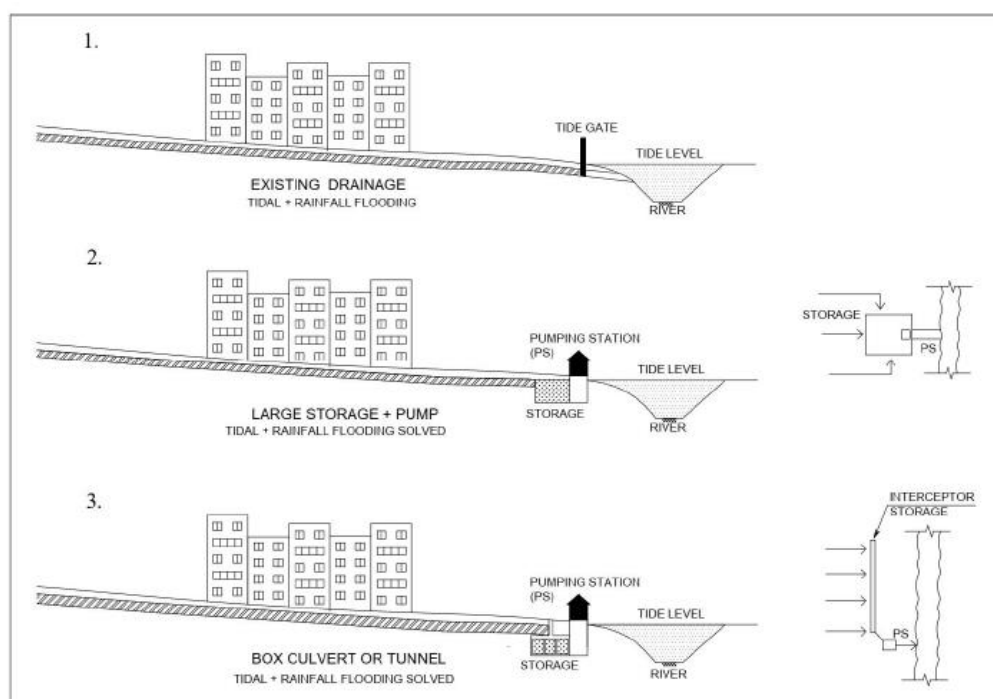 1.
TIDE GATE
TIDE LEVEL
EXISTING DRAINAGE
TIDAL + RAINFALL FLOODING
RIVER
2.
STORAGE
PS
PUMPING STATION
(PS)
TIDE LEVEL
LARGE STORAGE + PUMP
TIDAL + RAINFALL FLOODING SOLVED
STORAGE
RIVER
3.
INTERCEPTOR
STORAGE
PUMPING STATION
(PS)
TIDE LEVEL
PS
BOX CULVERT OR TUNNEL
TIDAL + RAINFALL FLOODING SOLVED
STORAGE
RIVER